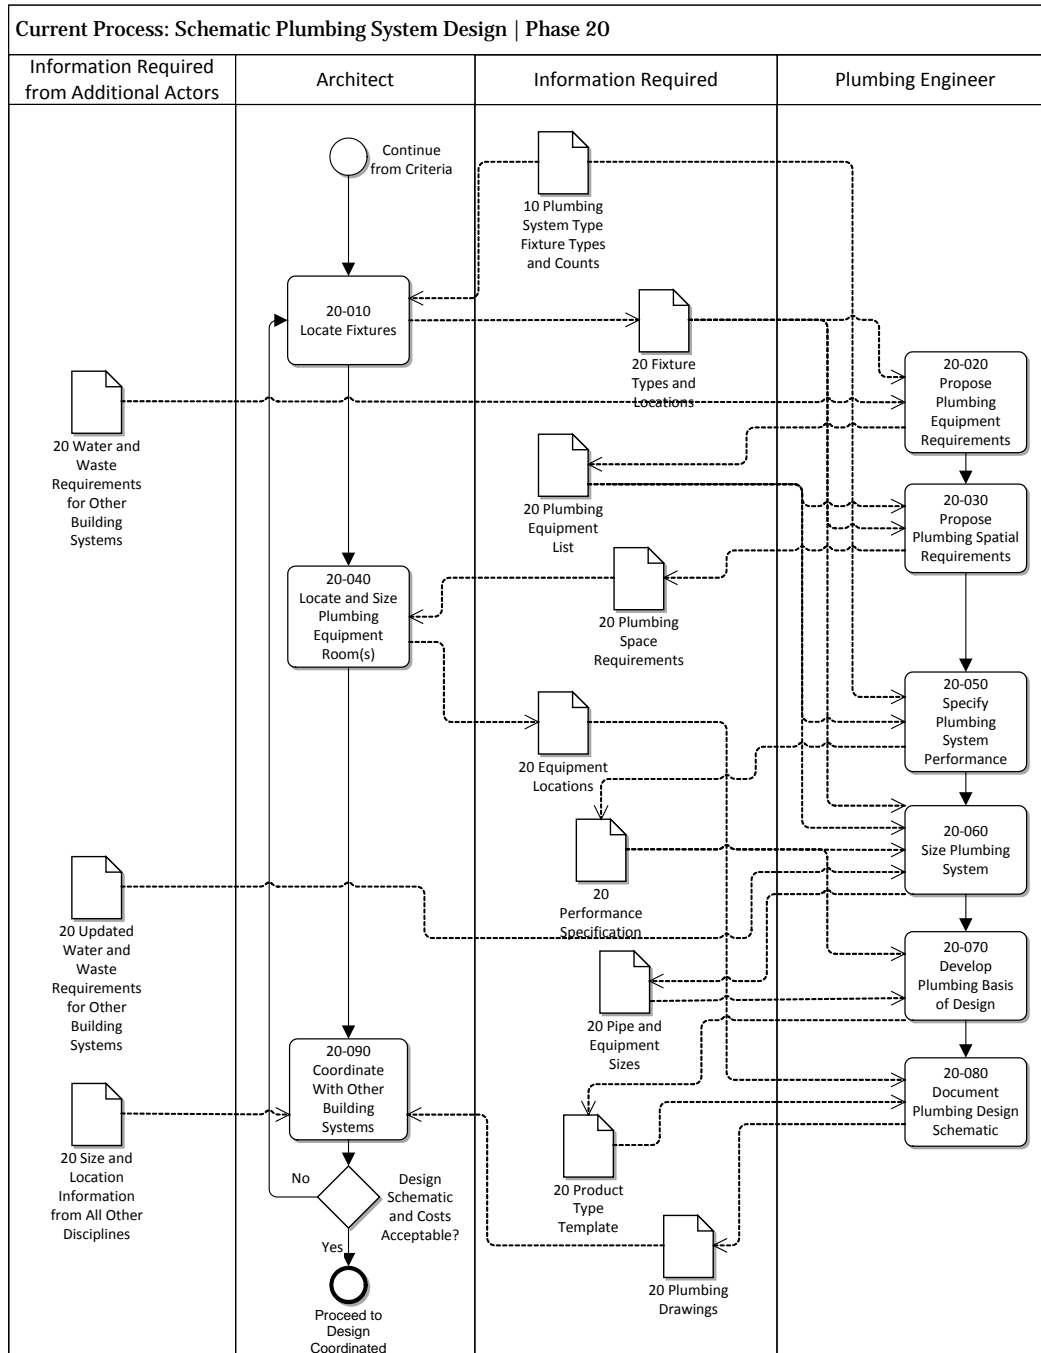 Current Process: Schematic Plumbing System Design | Phase 20
Information Required
from Additional Actors
Architect
Information Required
Plumbing Engineer
Continue
from Criteria
10 Plumbing
System Type
Fixture Types
and Counts
20-010
Locate Fixtures
20 Fixture
Types and
Locations
20-020
Propose
Plumbing
Equipment
Requirements
20 Water and
Waste
Requirements
for Other
Building
Systems
20 Plumbing
Equipment
List
20-030
Propose
Plumbing Spatial
Requirements
20-040
Locate and Size
Plumbing
Equipment
Room(s)
20 Plumbing
Space
Requirements
20-050
Specify
Plumbing
System
Performance
20 Equipment
Locations
20-060
Size Plumbing
System
20
Performance
Specification
20 Updated
Water and
Waste
Requirements
for Other
Building
Systems
20-070
Develop
Plumbing Basis
of Design
20 Pipe and
Equipment
Sizes
20-090
Coordinate
With Other
Building
Systems
20-080
Document
Plumbing Design
Schematic
20 Size and
Location
Information
from All Other
Disciplines
No
Design
Schematic
and Costs
Acceptable?
20 Product
Type
Template
Yes
20 Plumbing
Drawings
Proceed to
Design
Coordinated